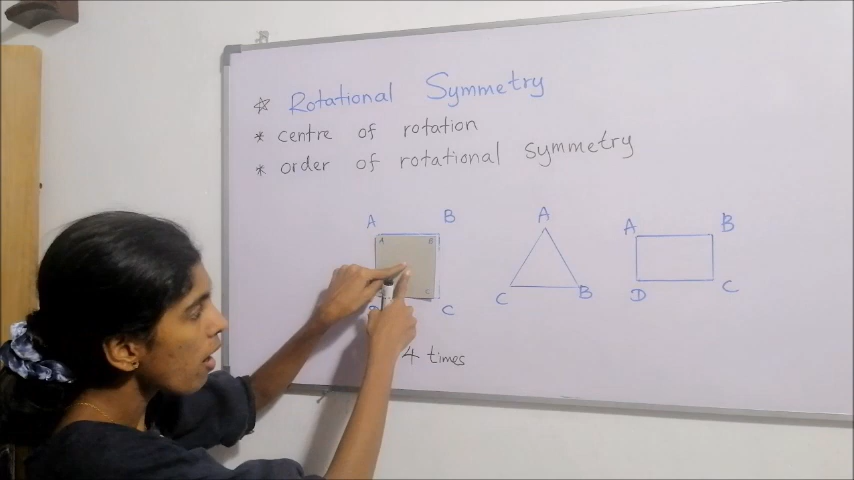 ☆ Rotational Symmetry
* centre of rotation
* order of rotational symmetry
A B A A B
A B
C
D C C B D C
4 times